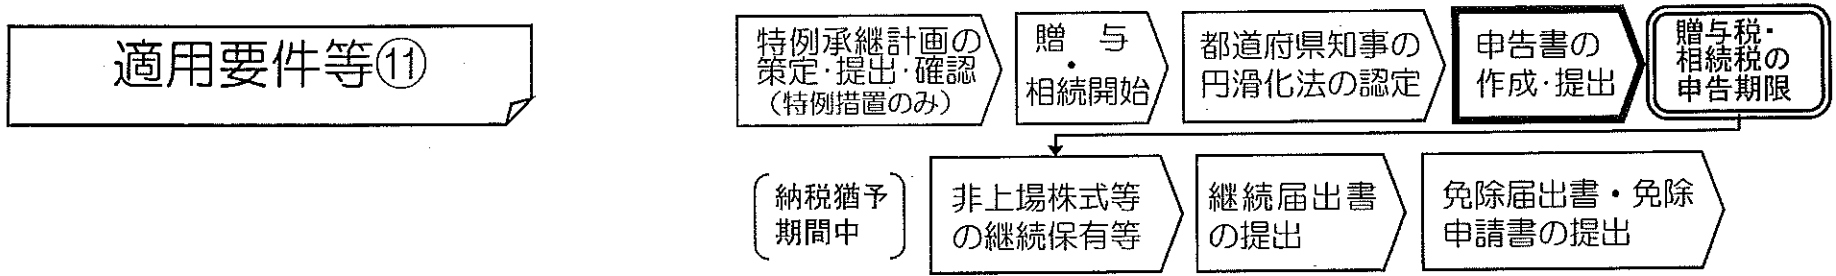 適用要件等⑪
特例承継計画の
策定・提出・確認
（特例措置のみ）
贈与
・
相続開始
都道府県知事の
円滑化法の認定
申告書の
作成・提出
贈与税・
相続税の
申告期限
納税猶予
期間中
非上場株式等
の継続保有等
継続届出書
の提出
免除届出書・免除
申請書の提出